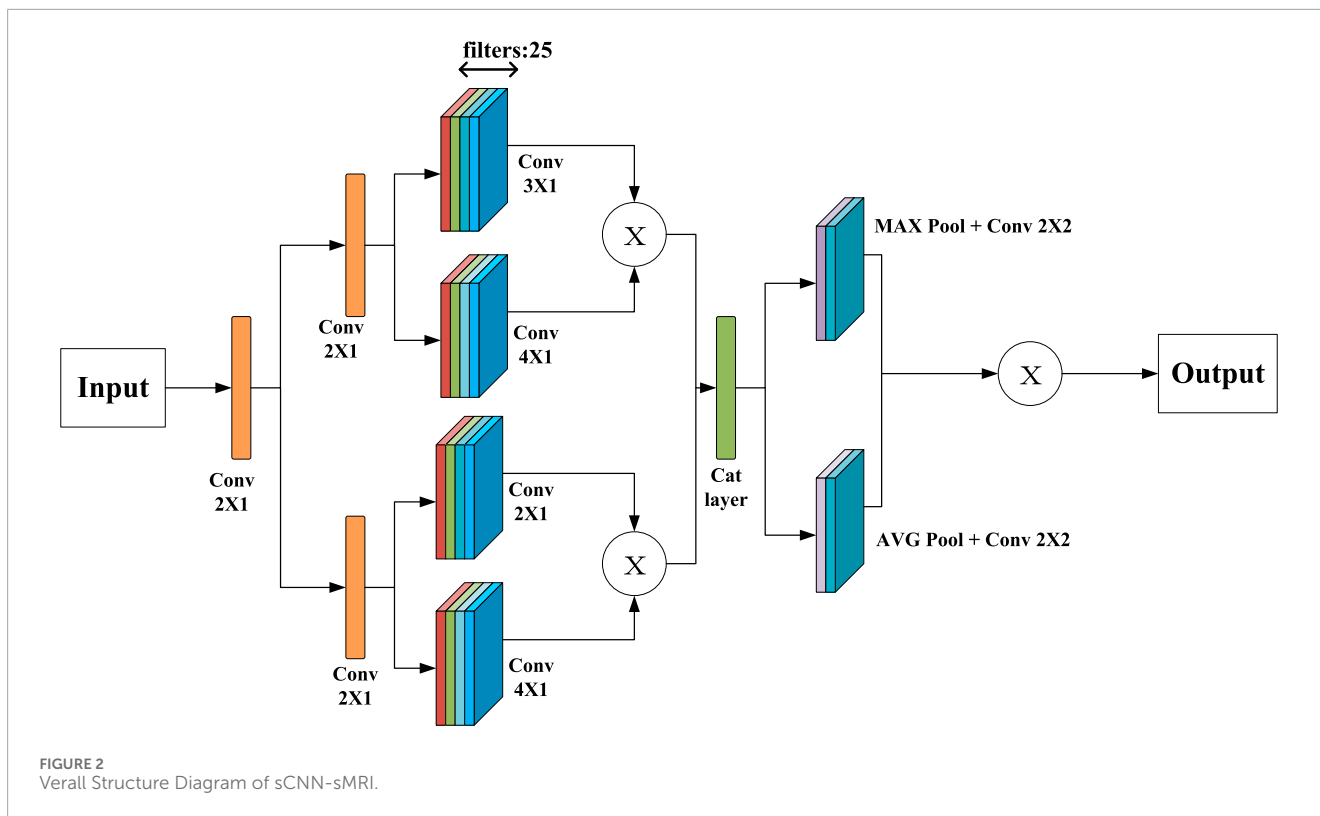 filters:25
Conv
3X1
X
Conv
2X1
Conv
4X1
MAX Pool + Conv 2X2
Input
Conv
2X1
Cat
layer
X
Output
Conv
2X1
X
AVG Pool + Conv 2X2
Conv
2X1
Conv
4X1
FIGURE 2
Verall Structure Diagram of sCNN-sMRI.